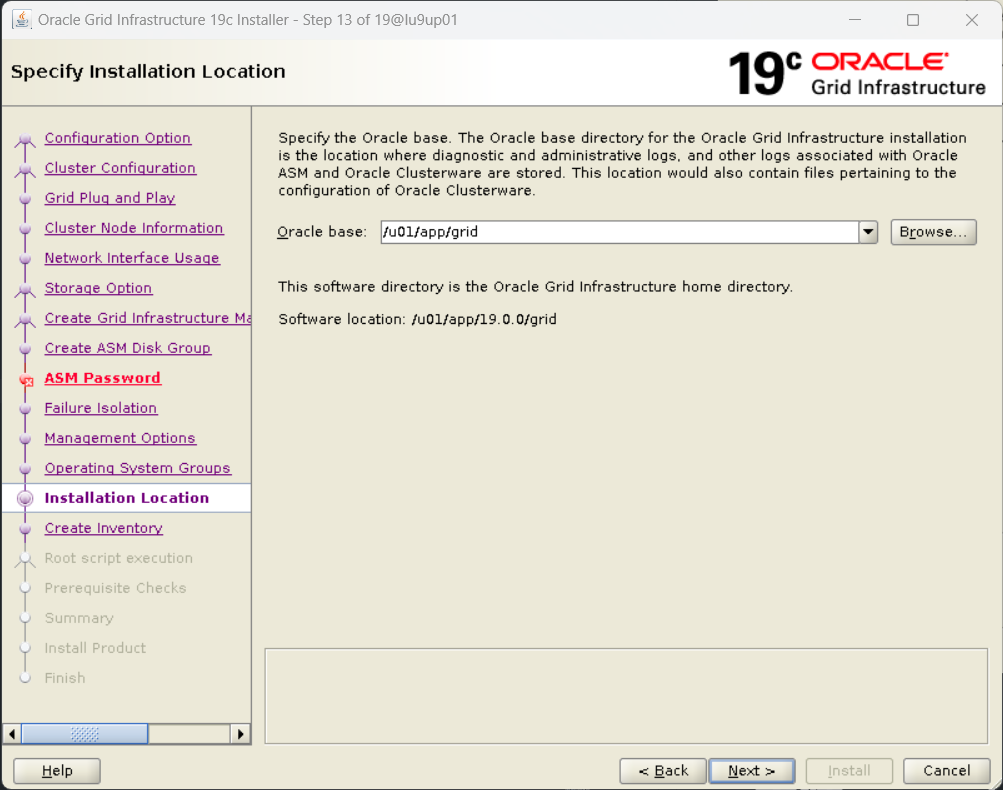 Oracle Grid Infrastructure 19c Installer - Step 13 of 19@lu9up01
Specify Installation Location
19c ORACLE
Grid Infrastructure
Configuration Option
Cluster Configuration
Grid Plug and Play
Cluster Node Information
Network Interface Usage
Storage Option
Create Grid Infrastructure Ma
Create ASM Disk Group
ASM Password
Failure Isolation
Management Options
Operating System Groups
Installation Location
Create Inventory
Root script execution
Prerequisite Checks
Summary
Install Product
Finish
Specify the Oracle base. The Oracle base directory for the Oracle Grid Infrastructure installation
is the location where diagnostic and administrative logs, and other logs associated with Oracle
ASM and Oracle Clusterware are stored. This location would also contain files pertaining to the
configuration of Oracle Clusterware.
Oracle base: /u01/app/grid Browse...
This software directory is the Oracle Grid Infrastructure home directory.
Software location: /u01/app/19.0.0/grid
Help < Back Next > Install Cancel